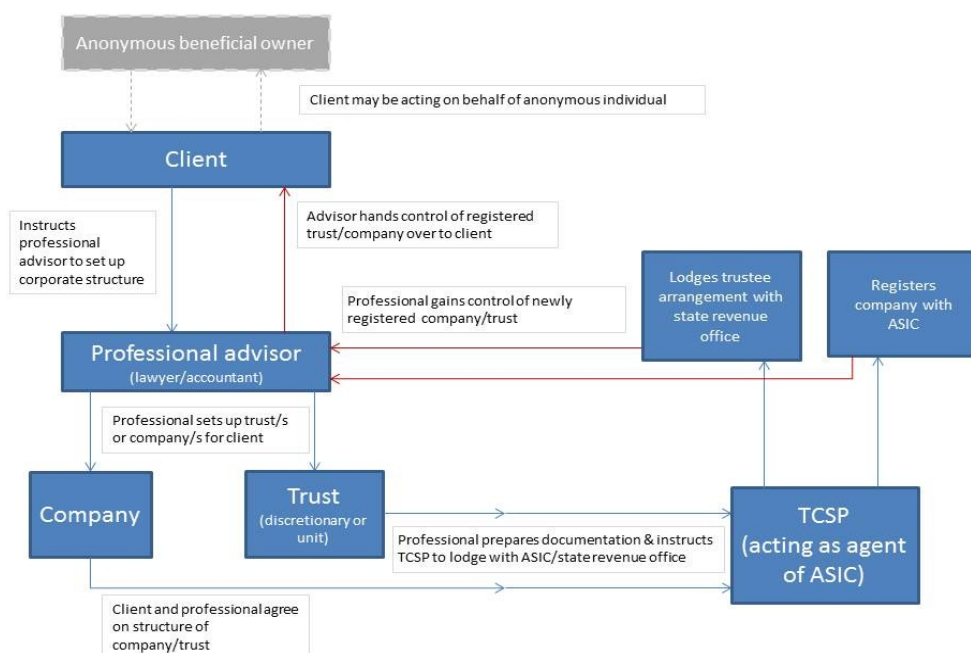 Anonymous beneficial owner
Client may be acting on behalf of anonymous individual
Client
Instructs
professional
advisor to set up
corporate structure
Advisor hands control of registered
trust/company over to client
Lodges trustee
arrangement with
state revenue
office
Registers
company with
ASIC
Professional gains control of newly
registered company/trust
Professional advisor
(lawyer/accountant)
Professional sets up trust/s
or company/s for client
Company
Trust
(discretionary or
unit)
TCSP
(acting as agent
of ASIC)
Professional prepares documentation & instructs
TCSP to lodge with ASIC/state revenue office
Client and professional agree
on structure of
company/trust